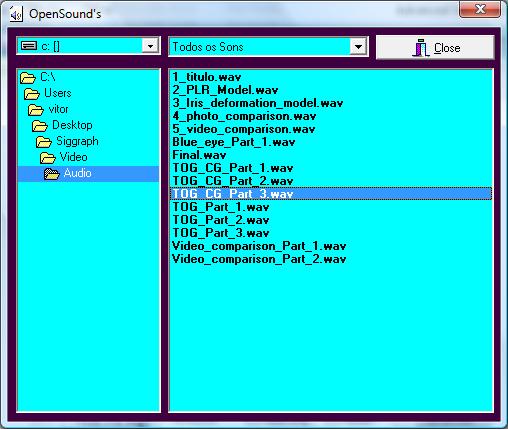 OpenSound's
c: []
Todos os Sons
Close
C:\
Users
vitor
Desktop
Siggraph
Video
Audio
1_titulo.wav
2_PLR_Model.wav
3_Iris_deformation_model.wav
4_photo_comparison.wav
5_video_comparison.wav
Blue_eye_Part_1.wav
Final.wav
TOG_CG_Part_1.wav
TOG_CG_Part_2.wav
TOG_CG_Part_3.wav
TOG_Part_1.wav
TOG_Part_2.wav
TOG_Part_3.wav
Video_comparison_Part_1.wav
Video_comparison_Part_2.wav